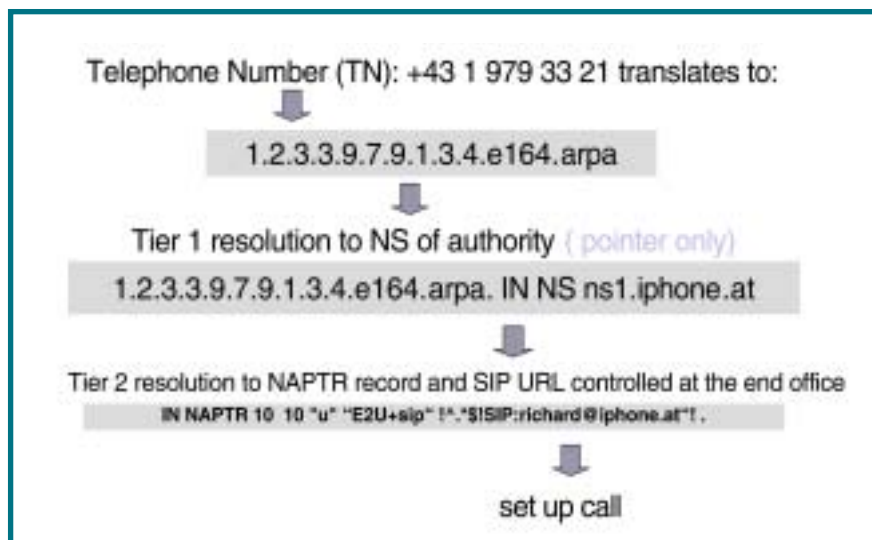 Telephone Number (TN): +43 1 979 33 21 translates to:
1.2.3.3.9.7.9.1.3.4.e164.arpa
Tier 1 resolution to NS of authority ( pointer only)
1.2.3.3.9.7.9.1.3.4.e164.arpa. IN NS ns1.iphone.at
Tier 2 resolution to NAPTR record and SIP URL controlled at the end office
IN NAPTR 10 10 "u" "E2U+sip" !^.*$!SIP:richard@iphone.at"! .
set up call